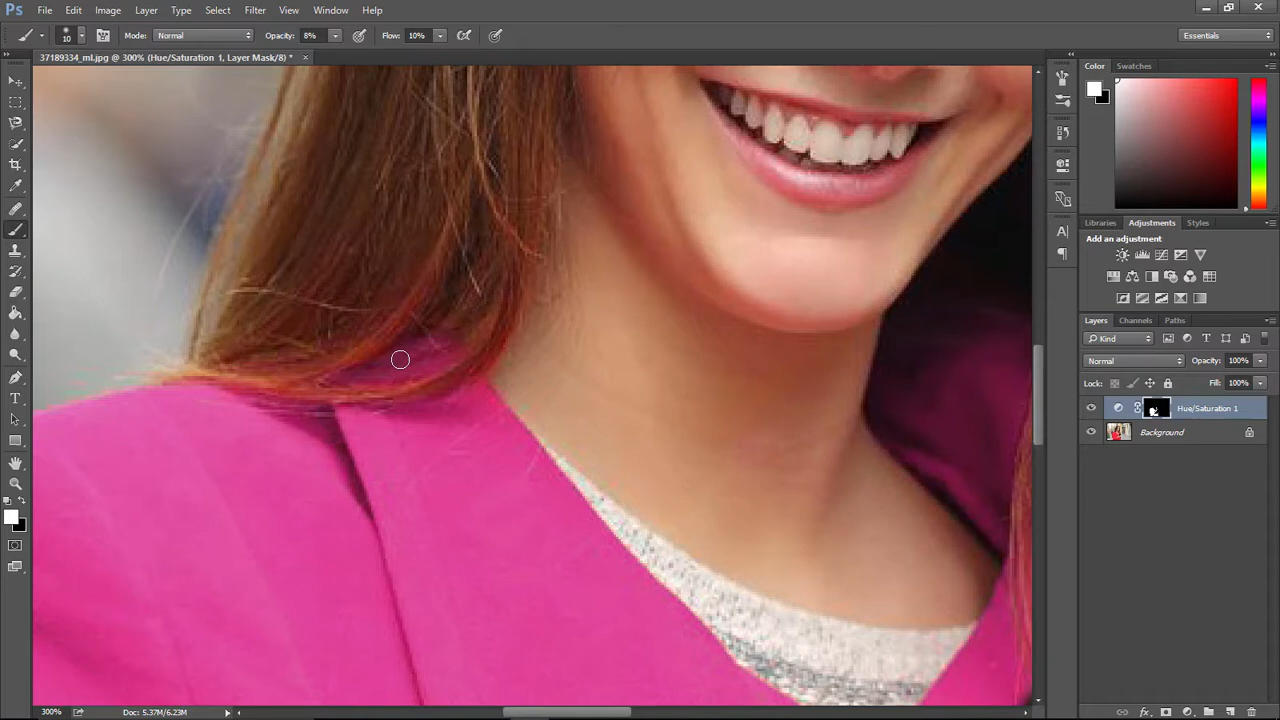 Ps File Edit Image Layer Type Select Filter View Window Help
10 Mode: Normal Opacity: 8% Flow: 10% Essentials
37189334_ml.jpg @ 300% (Hue/Saturation 1, Layer Mask/8) * ×
Color Swatches
Libraries Adjustments Styles
Add an adjustment
Layers Channels Paths
Kind
Normal Opacity: 100%
Lock: Fill: 100%
Hue/Saturation 1
Background
300% Doc: 5.37M/6.23M